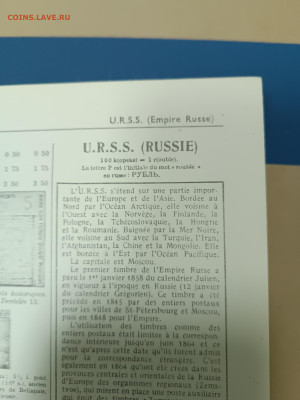 COINS.LAVE.RU
U.R.S.S. (Empire Russe)
U.R.S.S. (RUSSIE)
100 kopekot = 1 r(ouble).
La lettre P est l'initiale du mot « rouble »
en russe : РУБЛЬ.
L'U.R.S.S. s'étend sur une partie impor-
tante de l'Europe et de l'Asie. Bordée au
Nord par l'Océan Arctique, elle voisine à
l'Ouest avec la Norvège, la Finlande, la
Pologne, la Tchécoslovaquie, la Hongrie
et la Roumanie. Baignée par la Mer Noire,
elle voisine au Sud avec la Turquie, l'Iran,
l'Afghanistan, la Chine et la Mongolie. Elle
est bordée à l'Est par l'Océan Pacifique.
La capitale est Moscou.
Le premier timbre de l'Empire Russe a
paru le 1er janvier 1858 du calendrier Julien,
en vigueur à l'époque en Russie (12 janvier
du calendrier Grégorien). Ce timbre a été
précédé en 1845 par des entiers postaux
pour les villes de St-Petersbourg et Moscou,
puis en 1848 pour l'Empire.
L'utilisation des timbres comme des
entiers postaux était limitée à la correspon-
dance intérieure jusqu'en juin 1864 et ce
n'est qu'après cette date qu'ils furent admis
pour la correspondance étrangère. C'est
également en 1864 qu'ont été créés dans les
provinces centrales et orientales de la Russie
d'Europe des organismes régionaux (Zems-
tvos), qui mirent en place une poste auxiliaire